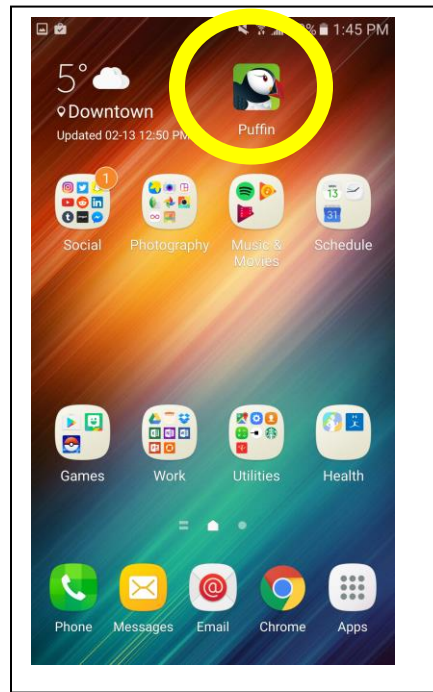 1:45 PM
5°
Downtown
Updated 02-13 12:50 PM
Puffin
1
13
31
Social
Photography
Music &
Movies
Schedule
Games
Work
Utilities
Health
Phone
Messages
Email
Chrome
Apps